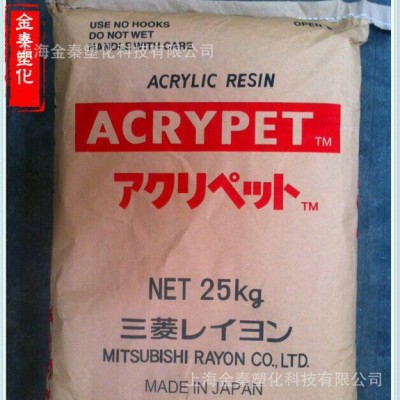 USE NO HOOKS
DO NOT WET
HANDLE WITH CARE
OPEN
上海金秦塑化科技有限公司
金秦塑化
ACRYLIC RESIN
ACRYPET TM
アクリペット TM
NET 25kg
三菱レイヨン
MITSUBISHI RAYON CO., LTD.
MADE IN JAPAN
上海金秦塑化科技有限公司